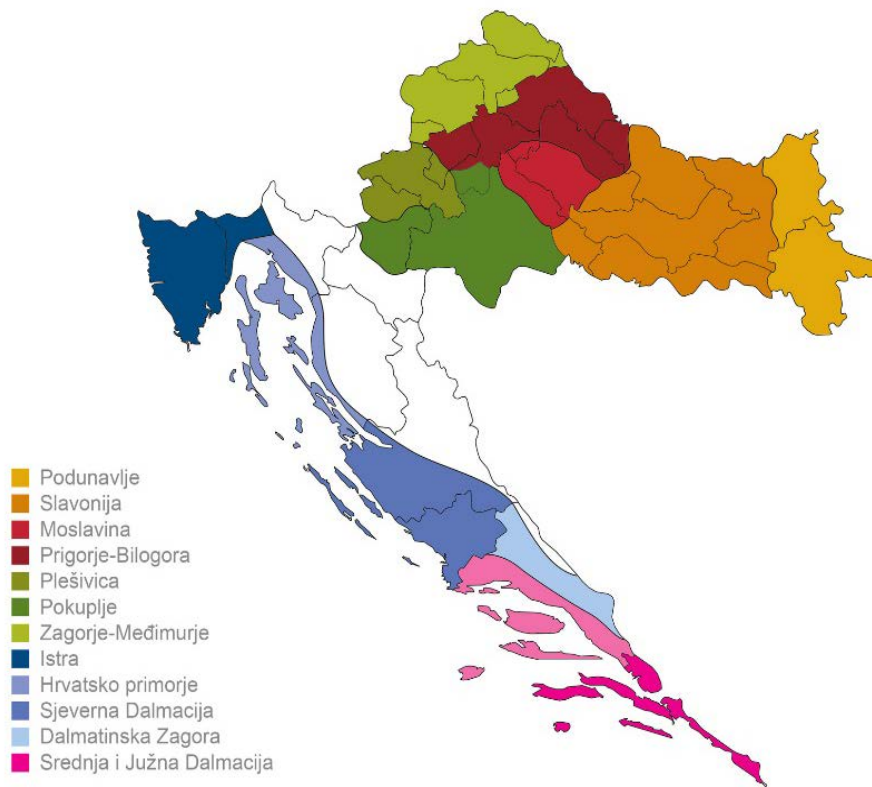 Podunavlje
Slavonija
Moslavina
Prigorje-Bilogora
Plešivica
Pokuplje
Zagorje-Međimurje
Istra
Hrvatsko primorje
Sjeverna Dalmacija
Dalmatinska Zagora
Srednja i Južna Dalmacija